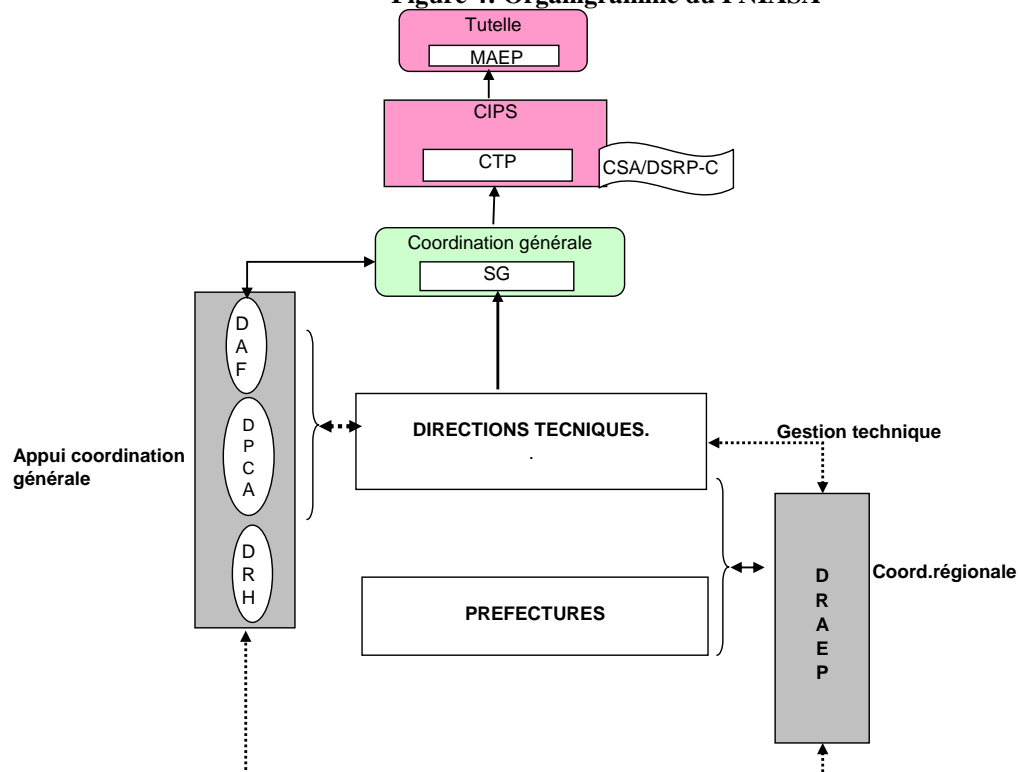 Figure 4: Organigramme du PNIASA
Tutelle
MAEP
CIPS
CTP
CSA/DSRP-C
Coordination générale
SG
D
A
F
D
P
C
A
D
R
H
Appui coordination
générale
DIRECTIONS TECNIQUES.
.
Gestion technique
PREFECTURES
D
R
A
E
P
Coord.régionale